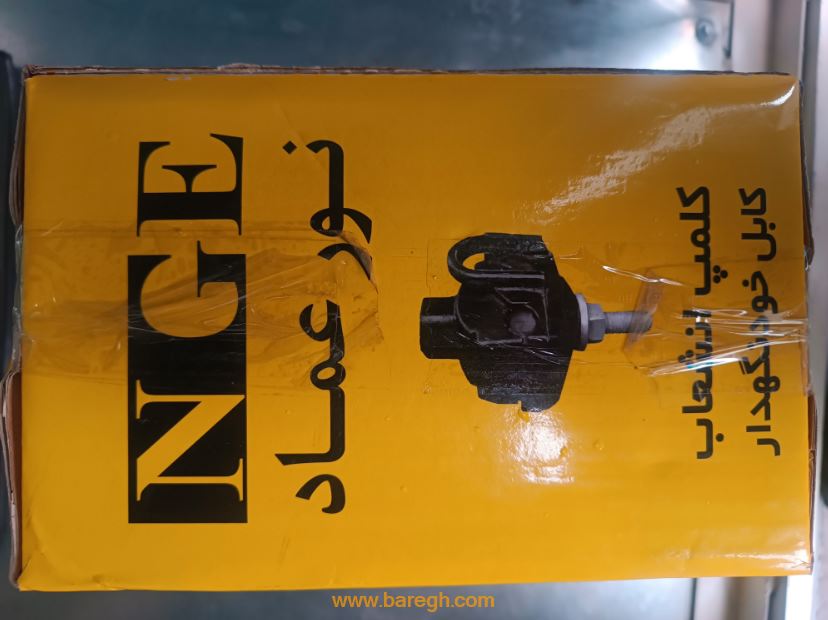 NGE
نور عماد
کلمپ انشعاب
کابل خودنگهدار
www.baregh.com